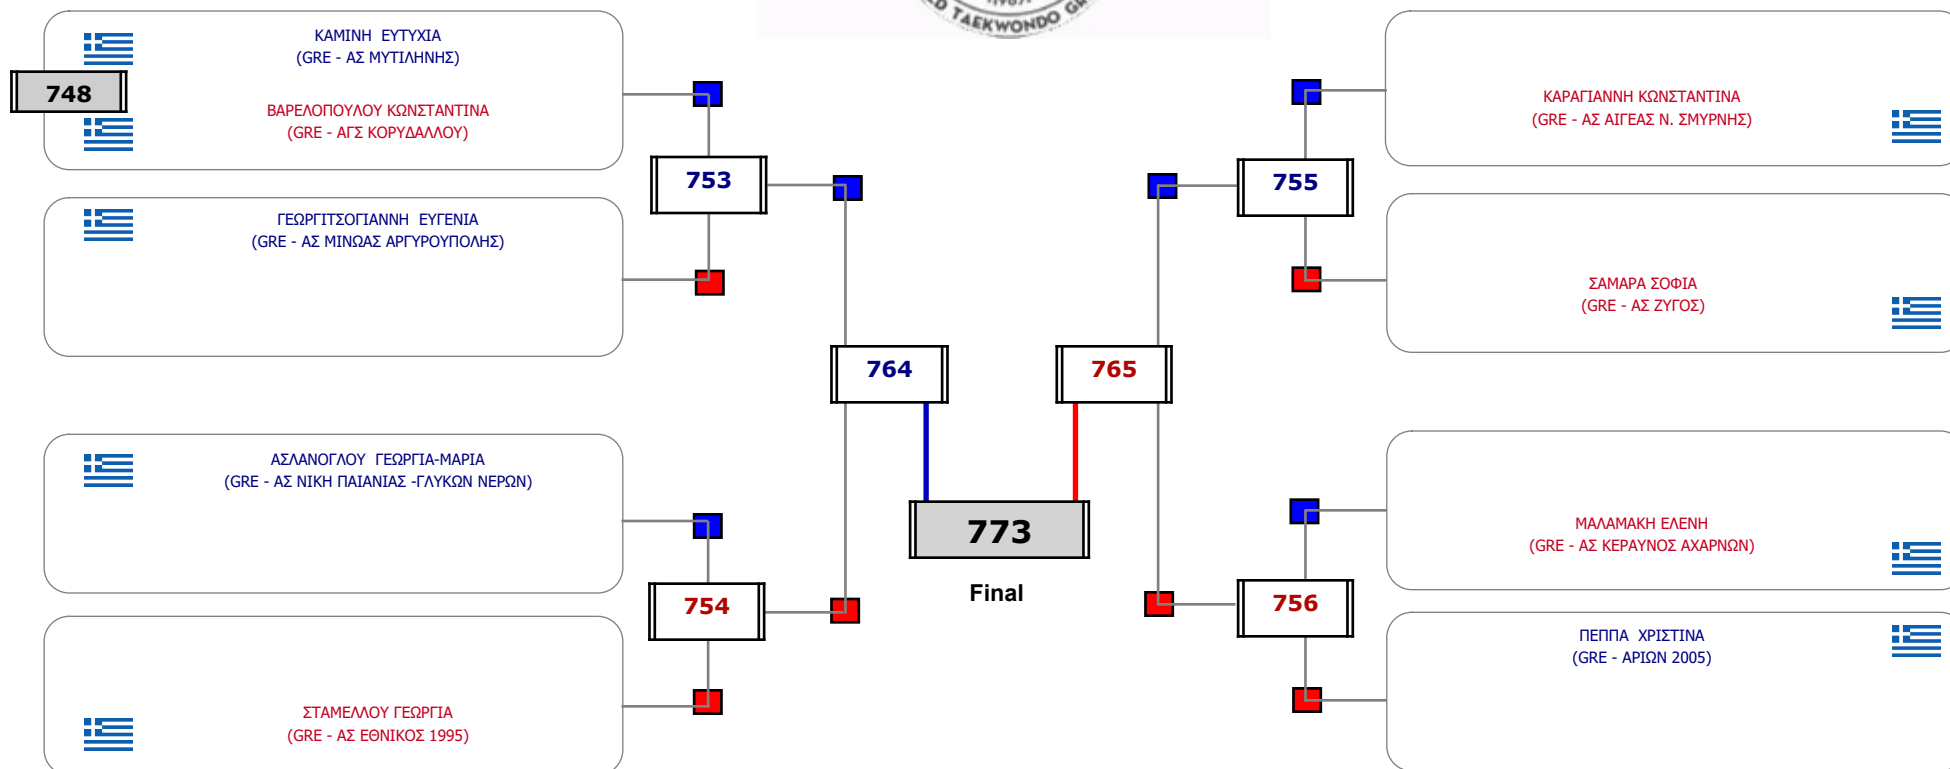 TAEKWONDO
ΚΑΜΙΝΗ ΕΥΤΥΧΙΑ
(GRE - ΑΣ ΜΥΤΙΛΗΝΗΣ)
748
ΒΑΡΕΛΟΠΟΥΛΟΥ ΚΩΝΣΤΑΝΤΙΝΑ
(GRE - ΑΓΣ ΚΟΡΥΔΑΛΛΟΥ)
753
ΓΕΩΡΓΙΤΣΟΓΙΑΝΝΗ ΕΥΓΕΝΙΑ
(GRE - ΑΣ ΜΙΝΩΑΣ ΑΡΓΥΡΟΥΠΟΛΗΣ)
764
ΑΣΛΑΝΟΓΛΟΥ ΓΕΩΡΓΙΑ-ΜΑΡΙΑ
(GRE - ΑΣ ΝΙΚΗ ΠΑΙΑΝΙΑΣ -ΓΛΥΚΩΝ ΝΕΡΩΝ)
754
ΣΤΑΜΕΛΛΟΥ ΓΕΩΡΓΙΑ
(GRE - ΑΣ ΕΘΝΙΚΟΣ 1995)
773
Final
ΚΑΡΑΓΙΑΝΝΗ ΚΩΝΣΤΑΝΤΙΝΑ
(GRE - ΑΣ ΑΙΓΕΑΣ Ν. ΣΜΥΡΝΗΣ)
755
ΣΑΜΑΡΑ ΣΟΦΙΑ
(GRE - ΑΣ ΖΥΓΟΣ)
765
ΜΑΛΑΜΑΚΗ ΕΛΕΝΗ
(GRE - ΑΣ ΚΕΡΑΥΝΟΣ ΑΧΑΡΝΩΝ)
756
ΠΕΠΠΑ ΧΡΙΣΤΙΝΑ
(GRE - ΑΡΙΩΝ 2005)